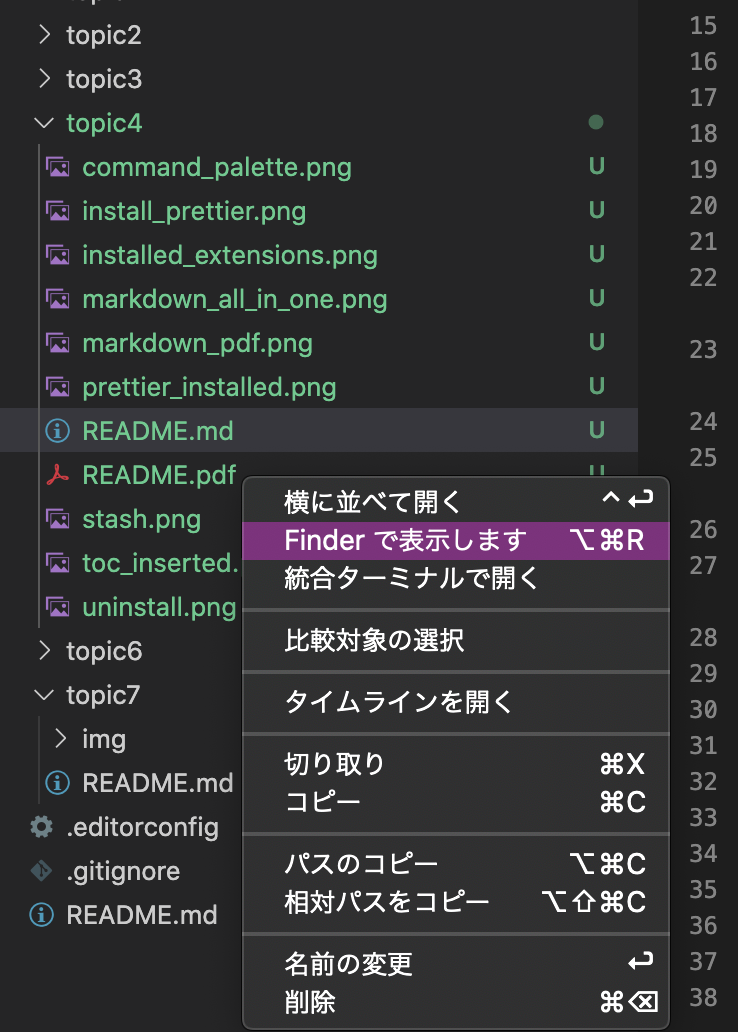 topic2
topic3
topic4
command_palette.png U
install_prettier.png U
installed_extensions.png U
markdown_all_in_one.png U
markdown_pdf.png U
prettier_installed.png U
README.md U
README.pdf U
stash.png
toc_inserted.
uninstall.png
topic6
topic7
img
README.md
.editorconfig
.gitignore
README.md
横に並べて開く ^↩
Finder で表示します ⌥⌘R
統合ターミナルで開く
比較対象の選択
タイムラインを開く
切り取り ⌘X
コピー ⌘C
パスのコピー ⌥⌘C
相対パスをコピー ⌥⇧⌘C
名前の変更 ↩
削除 ⌘⌫
15
16
17
18
19
20
21
22
23
24
25
26
27
28
29
30
31
32
33
34
35
36
37
38